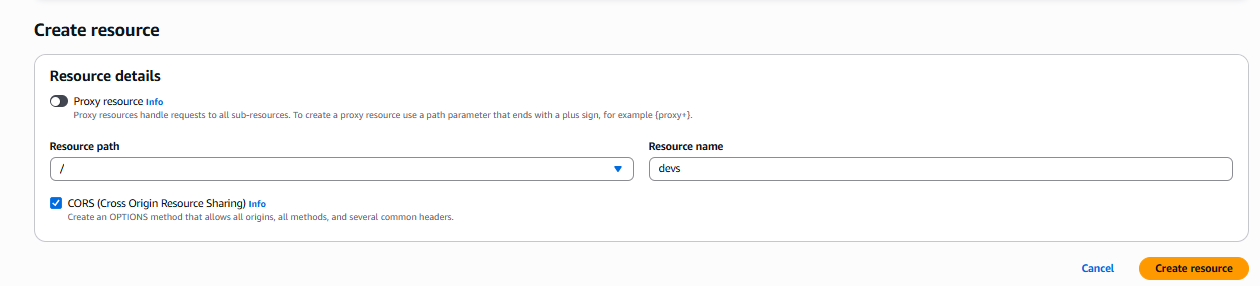 Create resource
Resource details
Proxy resource Info
Proxy resources handle requests to all sub-resources. To create a proxy resource use a path parameter that ends with a plus sign, for example {proxy+}.
Resource path
Resource name
/
devs
CORS (Cross Origin Resource Sharing) Info
Create an OPTIONS method that allows all origins, all methods, and several common headers.
Cancel
Create resource